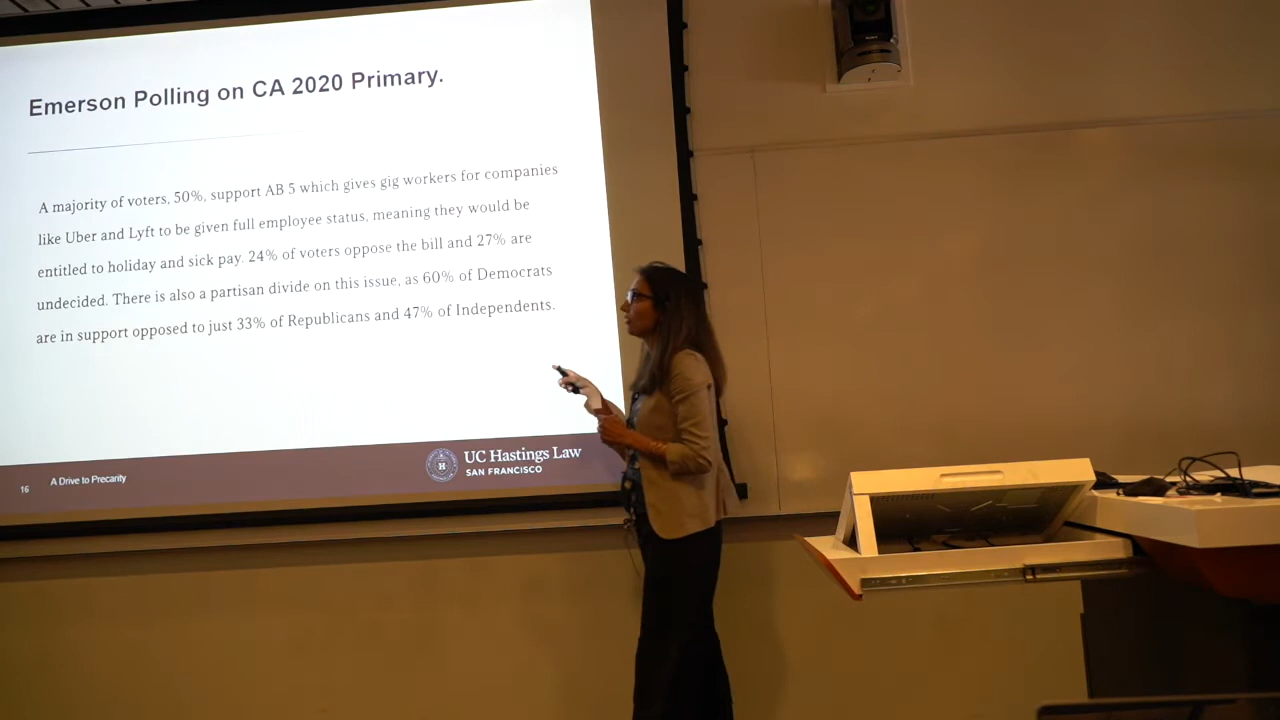 Emerson Polling on CA 2020 Primary.
A majority of voters, 50%, support AB 5 which gives gig workers for companies
like Uber and Lyft to be given full employee status, meaning they would be
entitled to holiday and sick pay. 24% of voters oppose the bill and 27% are
undecided. There is also a partisan divide on this issue, as 60% of Democrats
are in support opposed to just 33% of Republicans and 47% of Independents.
16 A Drive to Precarity
H
UC Hastings Law
SAN FRANCISCO